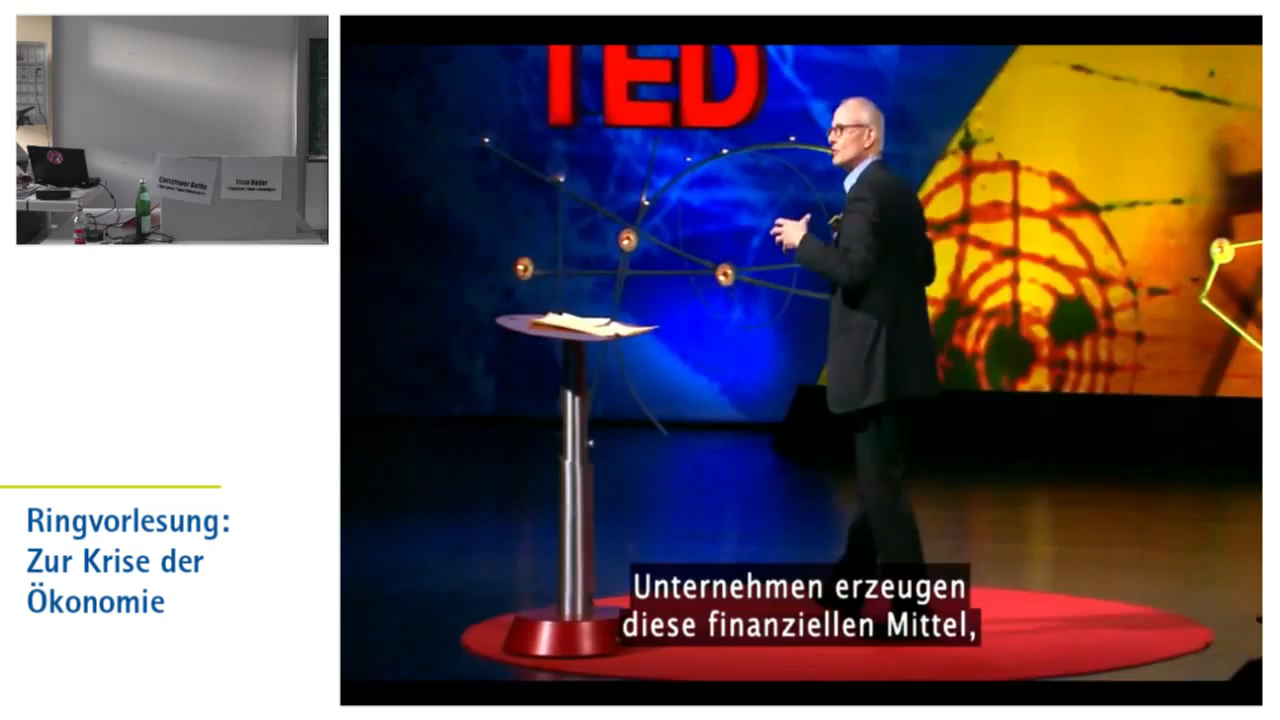 TED
Ringvorlesung:
Zur Krise der
Ökonomie
Unternehmen erzeugen
diese finanziellen Mittel,